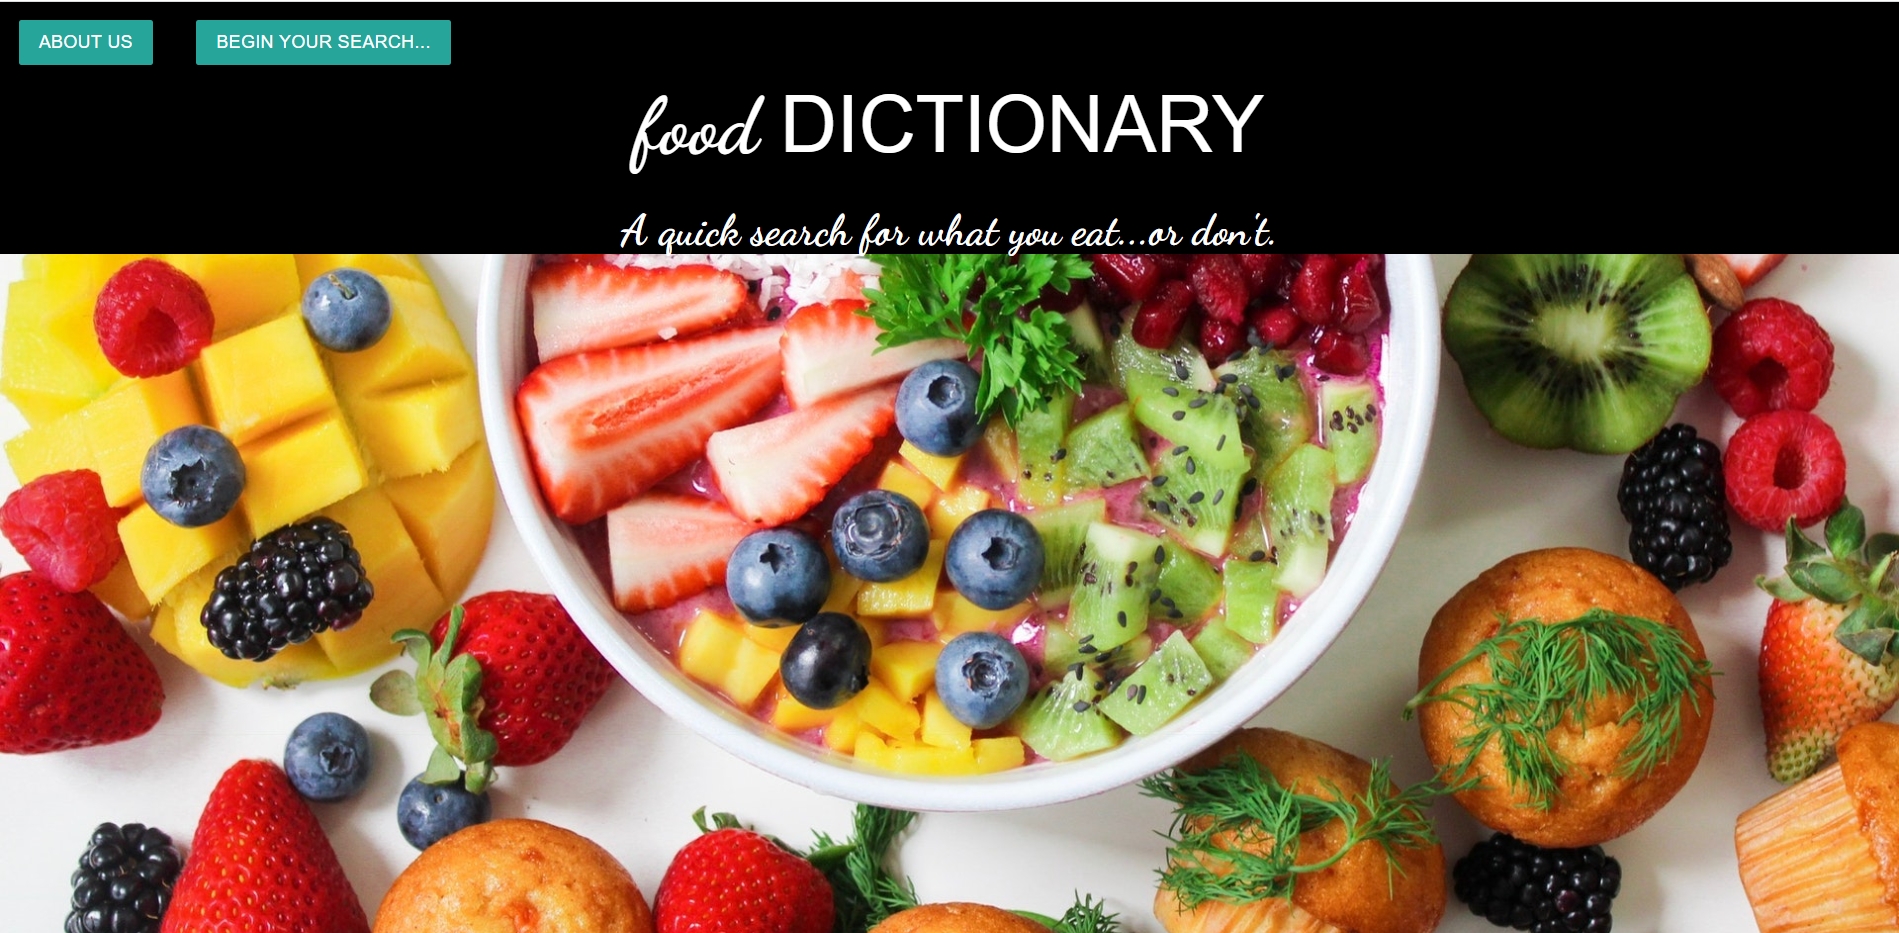 ABOUT US
BEGIN YOUR SEARCH...
food DICTIONARY
A quick search for what you eat...or don't.